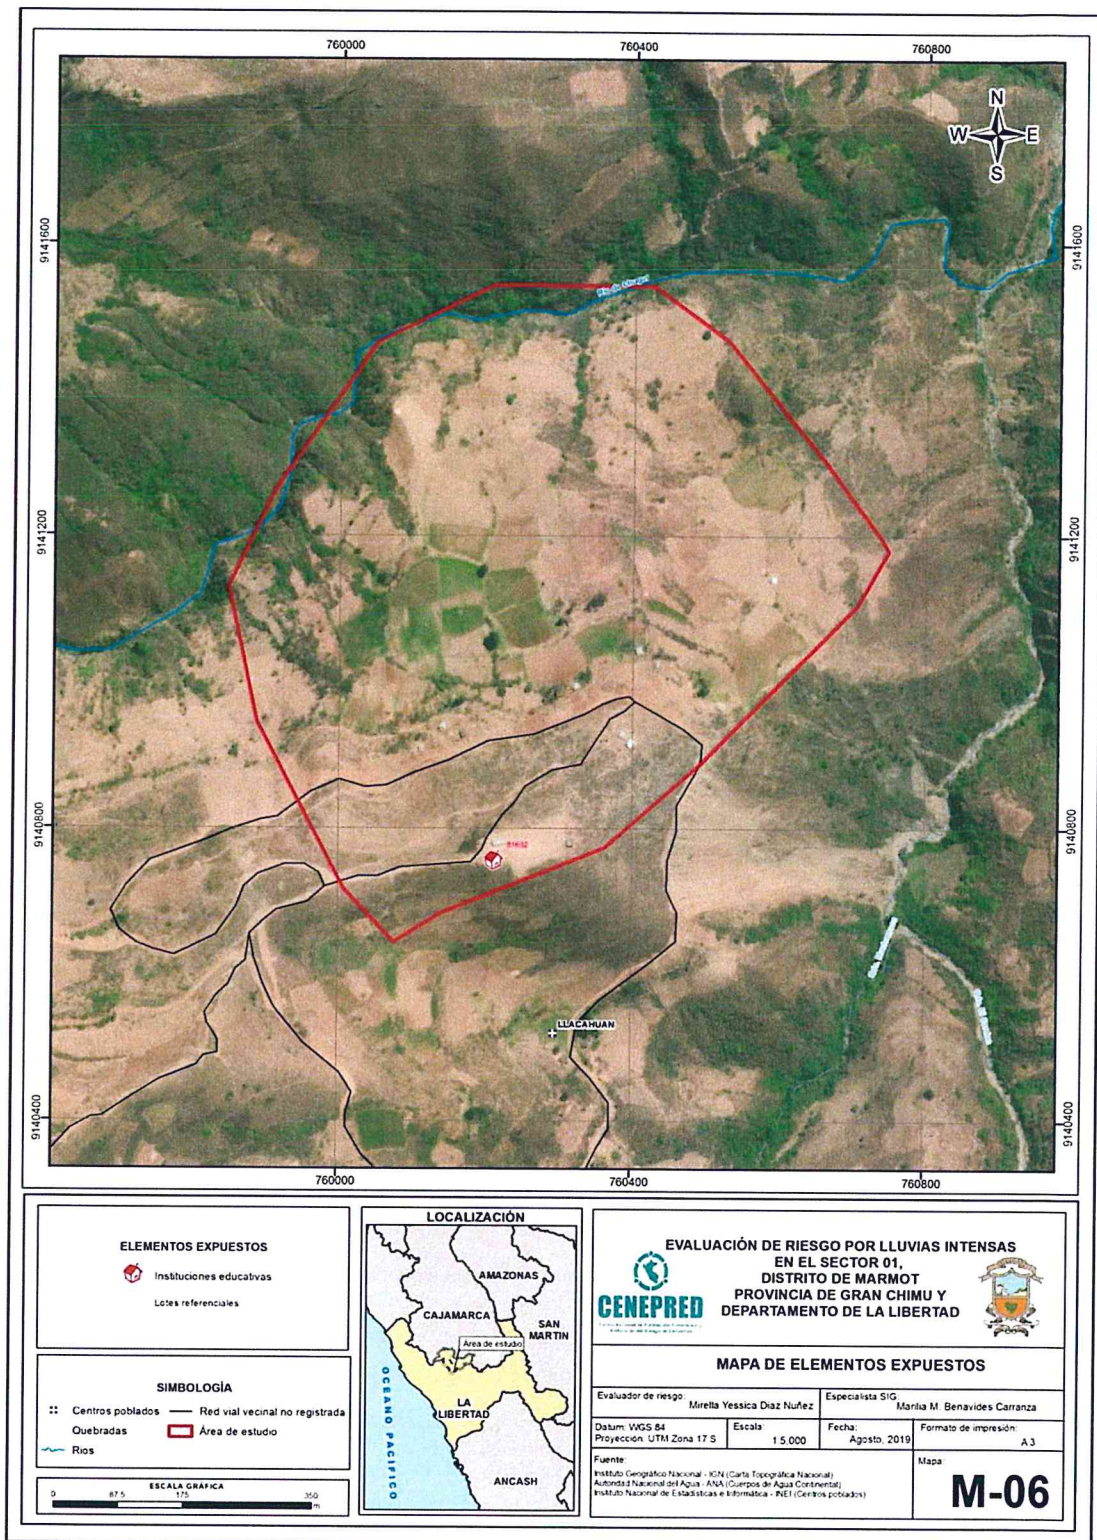 760000
760400
760800
N
W
E
S
9141600
9141600
9141200
9141200
9140800
9140800
9140400
9140400
81632
LLACAHUAN
760000
760400
760800
ELEMENTOS EXPUESTOS
Instituciones educativas
Lotes referenciales
SIMBOLOGÍA
Centros poblados
Red vial vecinal no registrada
Quebradas
Área de estudio
Rios
ESCALA GRÁFICA
0 87.5 175 350
m
LOCALIZACIÓN
AMAZONAS
CAJAMARCA
SAN
MARTIN
Área de estudio
LA
LIBERTAD
OCEANO PACIFICO
ANCASH
CENEPRED
EVALUACIÓN DE RIESGO POR LLUVIAS INTENSAS
EN EL SECTOR 01,
DISTRITO DE MARMOT
PROVINCIA DE GRAN CHIMU Y
DEPARTAMENTO DE LA LIBERTAD
MAPA DE ELEMENTOS EXPUESTOS
Evaluador de riesgo:
Mirella Yessica Diaz Nuñez
Especialista SIG:
Marilia M. Benavides Carranza
Datum: WGS 84
Proyección: UTM Zona 17 S
Escala:
1:5,000
Fecha:
Agosto, 2019
Formato de impresión:
A3
Fuente:
Instituto Geográfico Nacional - IGN (Carta Topográfica Nacional)
Autoridad Nacional del Agua - ANA (Cuerpos de Agua Continental)
Instituto Nacional de Estadísticas e Informática - INEI (Centros poblados)
Mapa:
M-06